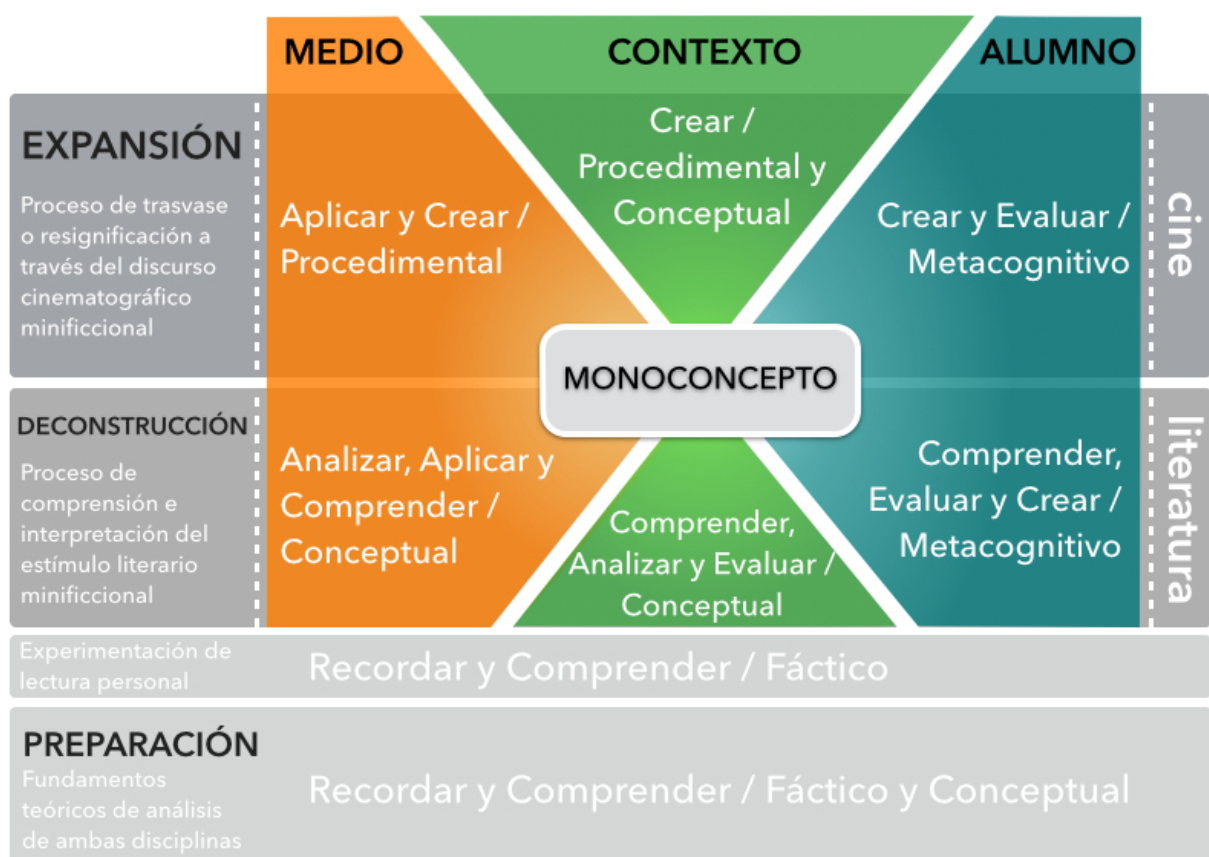 MEDIO
CONTEXTO
ALUMNO
EXPANSIÓN
Proceso de trasvase
o resignificación a
través del discurso
cinematográfico
minificcional
Aplicar y Crear /
Procedimental
Crear /
Procedimental y
Conceptual
Crear y Evaluar /
Metacognitivo
cine
MONOCONCEPTO
DECONSTRUCCIÓN
Proceso de
comprensión e
interpretación del
estímulo literario
minificcional
Analizar, Aplicar y
Comprender /
Conceptual
Comprender,
Analizar y Evaluar /
Conceptual
Comprender,
Evaluar y Crear /
Metacognitivo
literatura
Experimentación de
lectura personal
Recordar y Comprender / Fáctico
PREPARACIÓN
Fundamentos
teóricos de análisis
de ambas disciplinas
Recordar y Comprender / Fáctico y Conceptual